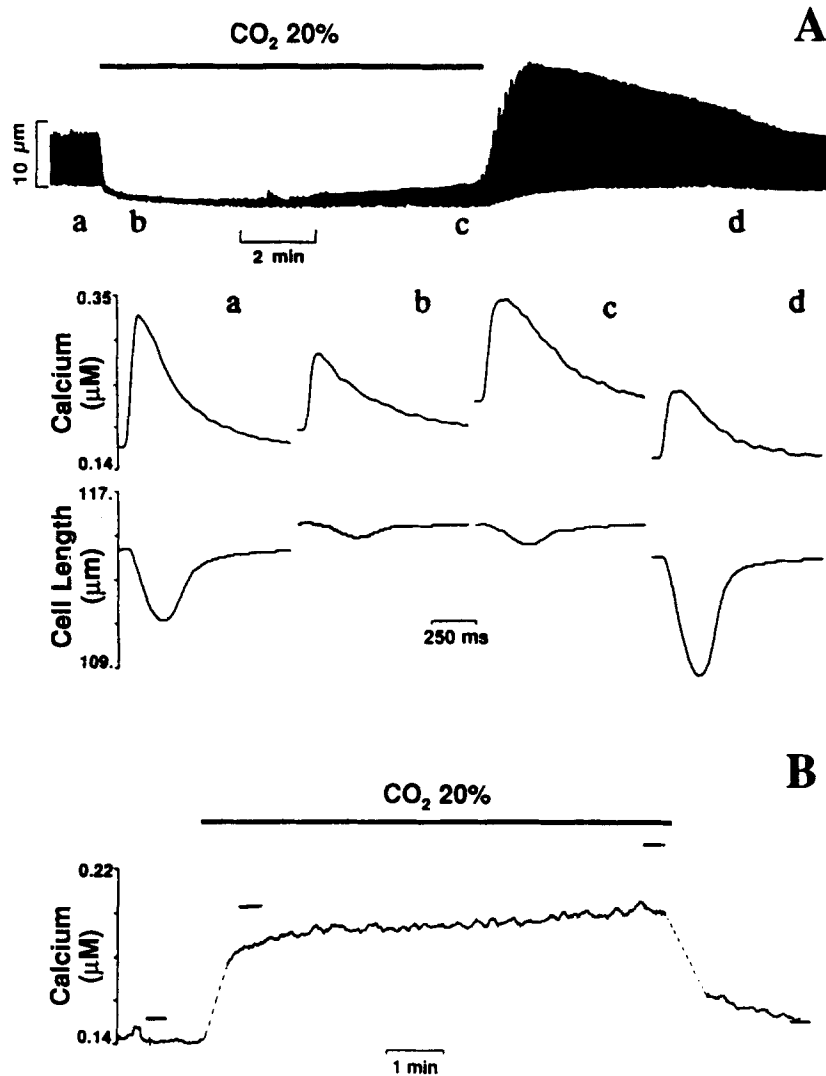 A
CO₂ 20%
10 μm
a b c d
2 min
a b c d
0.35
Calcium
(μM)
0.14
117.
Cell Length
(μm)
109.
250 ms
B
CO₂ 20%
0.22
Calcium
(μM)
0.14
1 min